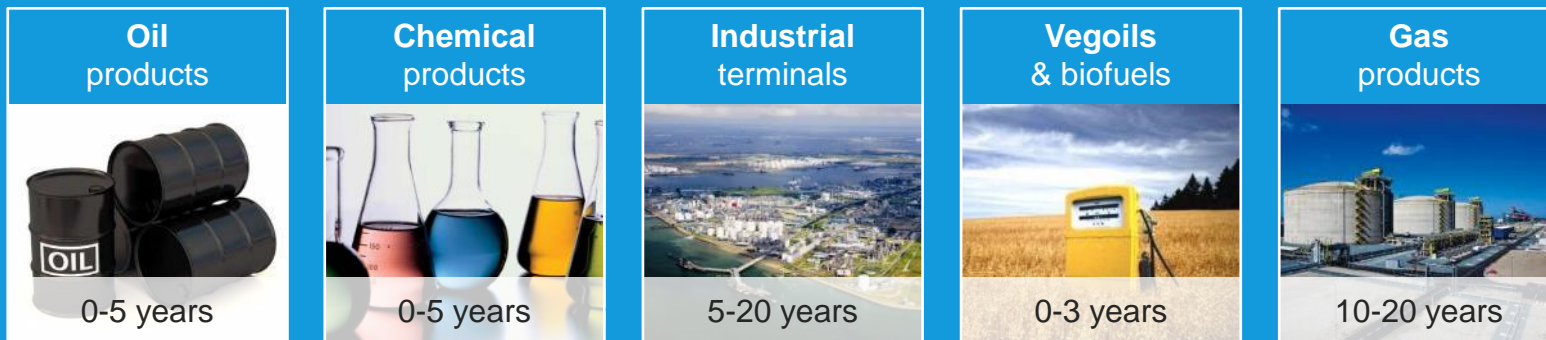 Oil
products
0-5 years
Chemical
products
0-5 years
Industrial
terminals
5-20 years
Vegoils
& biofuels
0-3 years
Gas
products
10-20 years
OIL